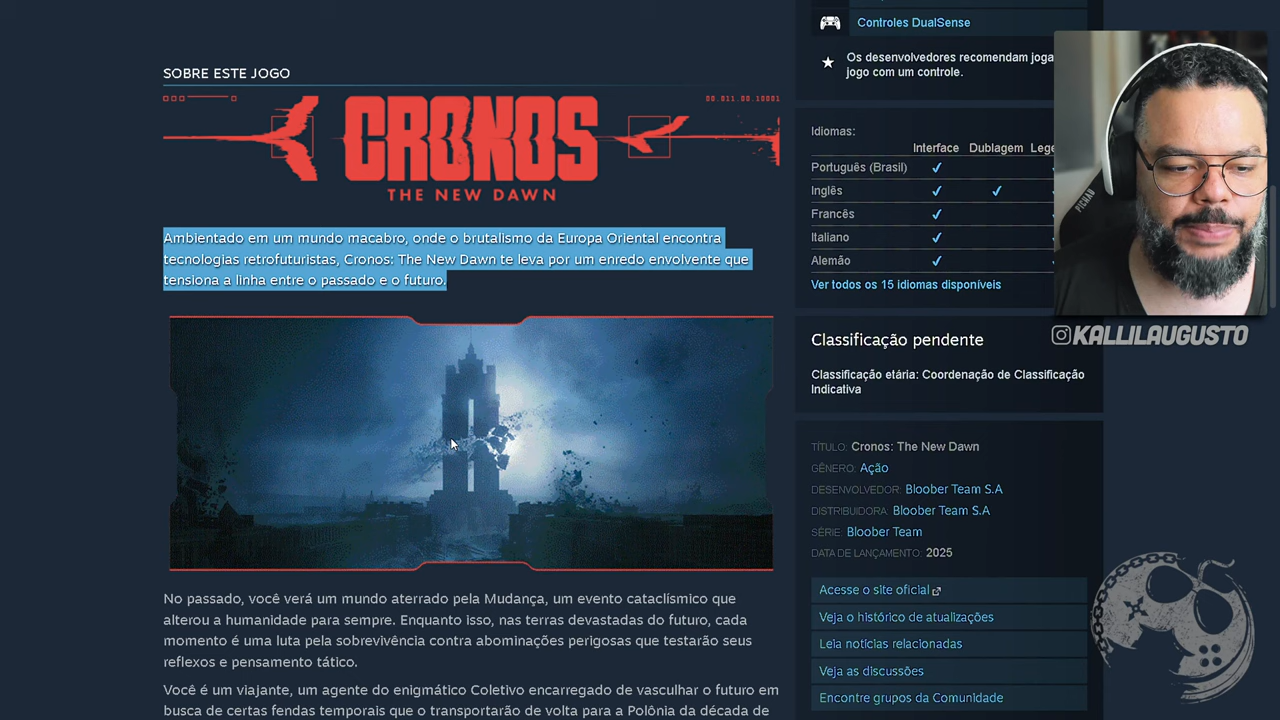 SOBRE ESTE JOGO
CRONOS
THE NEW DAWN
Ambientado em um mundo macabro, onde o brutalismo da Europa Oriental encontra
tecnologias retrofuturistas, Cronos: The New Dawn te leva por um enredo envolvente que
tensiona a linha entre o passado e o futuro.
No passado, você verá um mundo aterrado pela Mudança, um evento cataclísmico que
alterou a humanidade para sempre. Enquanto isso, nas terras devastadas do futuro, cada
momento é uma luta pela sobrevivência contra abominações perigosas que testarão seus
reflexos e pensamento tático.
Você é um viajante, um agente do enigmático Coletivo encarregado de vasculhar o futuro em
busca de certas fendas temporais que o transportarão de volta para a Polônia da década de
Controles DualSense
Os desenvolvedores recomendam joga
jogo com um controle.
Idiomas:
Interface Dublagem Lege
Português (Brasil) ✔
Inglês ✔ ✔
Francês ✔
Italiano ✔
Alemão ✔
Ver todos os 15 idiomas disponíveis
Classificação pendente
Classificação etária: Coordenação de Classificação
Indicativa
TÍTULO: Cronos: The New Dawn
GÊNERO: Ação
DESENVOLVEDOR: Bloober Team S.A
DISTRIBUIDORA: Bloober Team S.A
SÉRIE: Bloober Team
DATA DE LANÇAMENTO: 2025
Acesse o site oficial
Veja o histórico de atualizações
Leia notícias relacionadas
Veja as discussões
Encontre grupos da Comunidade
PICHAU
KALLILAUGUSTO